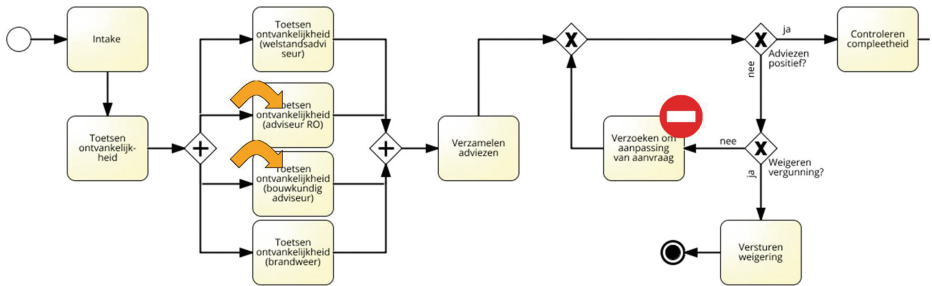 Intake
Toetsen
ontvankelijk-
heid
Toetsen
ontvankelijkheid
(welstandsadvi
seur)
Toetsen
ontvankelijkheid
(adviseur RO)
Toetsen
ontvankelijkheid
(bouwkundig
adviseur)
Toetsen
ontvankelijkheid
(brandweer)
Verzamelen
adviezen
Verzoeken om
aanpassing
van aanvraag
nee
ja
Adviezen
positief?
nee
Weigeren
vergunning?
ja
Versturen
weigering
Controleren
compleetheid